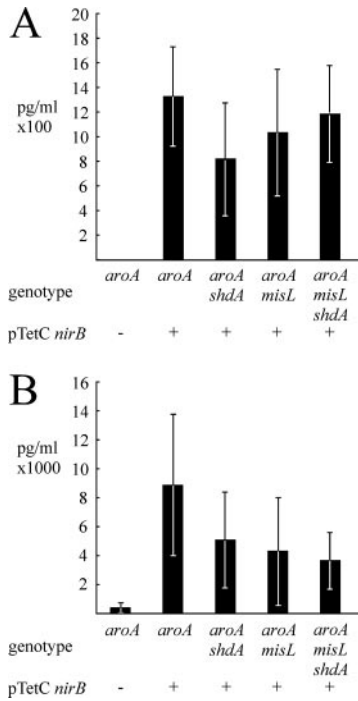 A
pg/ml
x100
20
18
16
14
12
10
8
6
4
2
genotype
aroA aroA aroA aroA aroA
shdA misL misL
shdA
pTetC nirB - + + + +
B
pg/ml
x1000
16
14
12
10
8
6
4
2
genotype
aroA aroA aroA aroA aroA
shdA misL misL
shdA
pTetC nirB - + + + +